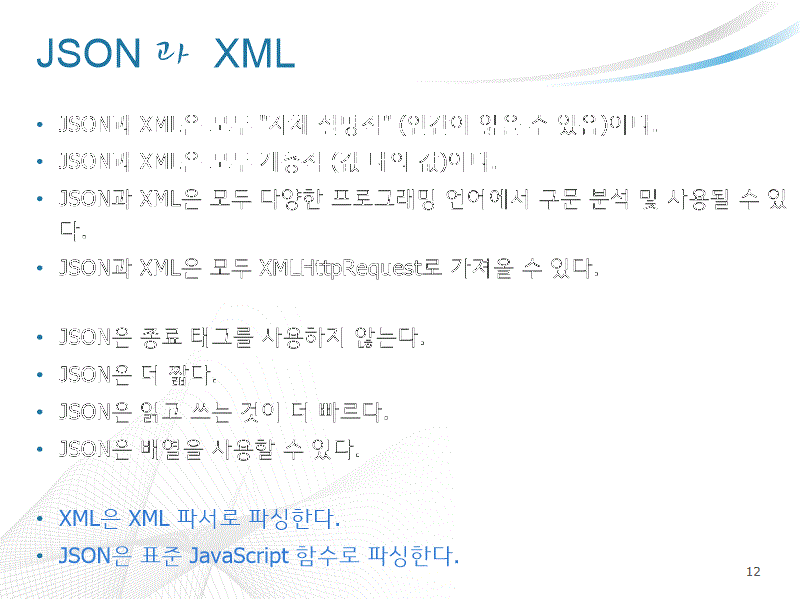 JSON 과 XML
• JSON과 XML은 모두 "자체 설명적" (인간이 읽을 수 있음)이다.
• JSON과 XML은 모두 계층적 (값 내의 값)이다.
• JSON과 XML은 모두 다양한 프로그래밍 언어에서 구문 분석 및 사용될 수 있
다.
• JSON과 XML은 모두 XMLHttpRequest로 가져올 수 있다.
• JSON은 종료 태그를 사용하지 않는다.
• JSON은 더 짧다.
• JSON은 읽고 쓰는 것이 더 빠르다.
• JSON은 배열을 사용할 수 있다.
• XML은 XML 파서로 파싱한다.
• JSON은 표준 JavaScript 함수로 파싱한다.
12